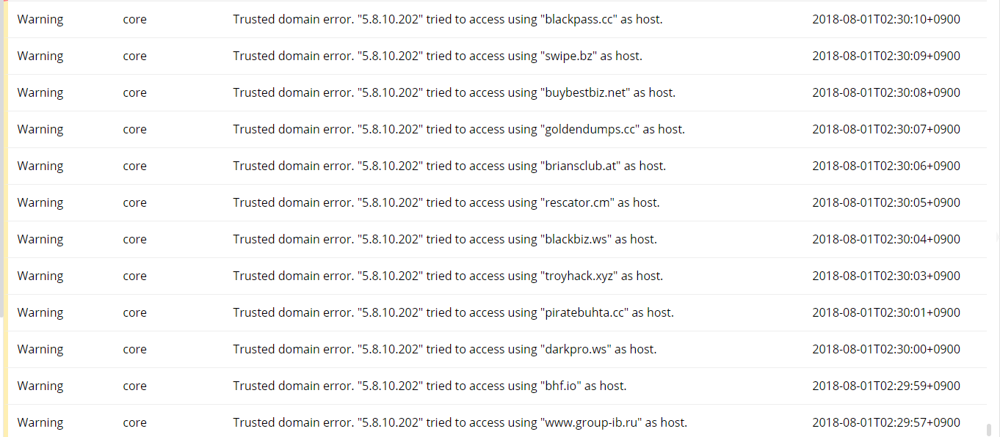 Warning core Trusted domain error. "5.8.10.202" tried to access using "blackpass.cc" as host. 2018-08-01T02:30:10+0900
Warning core Trusted domain error. "5.8.10.202" tried to access using "swipe.bz" as host. 2018-08-01T02:30:09+0900
Warning core Trusted domain error. "5.8.10.202" tried to access using "buybestbiz.net" as host. 2018-08-01T02:30:08+0900
Warning core Trusted domain error. "5.8.10.202" tried to access using "goldendumps.cc" as host. 2018-08-01T02:30:07+0900
Warning core Trusted domain error. "5.8.10.202" tried to access using "briansclub.at" as host. 2018-08-01T02:30:06+0900
Warning core Trusted domain error. "5.8.10.202" tried to access using "rescator.cm" as host. 2018-08-01T02:30:05+0900
Warning core Trusted domain error. "5.8.10.202" tried to access using "blackbiz.ws" as host. 2018-08-01T02:30:04+0900
Warning core Trusted domain error. "5.8.10.202" tried to access using "troyhack.xyz" as host. 2018-08-01T02:30:03+0900
Warning core Trusted domain error. "5.8.10.202" tried to access using "piratebuhta.cc" as host. 2018-08-01T02:30:01+0900
Warning core Trusted domain error. "5.8.10.202" tried to access using "darkpro.ws" as host. 2018-08-01T02:30:00+0900
Warning core Trusted domain error. "5.8.10.202" tried to access using "bhf.io" as host. 2018-08-01T02:29:59+0900
Warning core Trusted domain error. "5.8.10.202" tried to access using "www.group-ib.ru" as host. 2018-08-01T02:29:57+0900